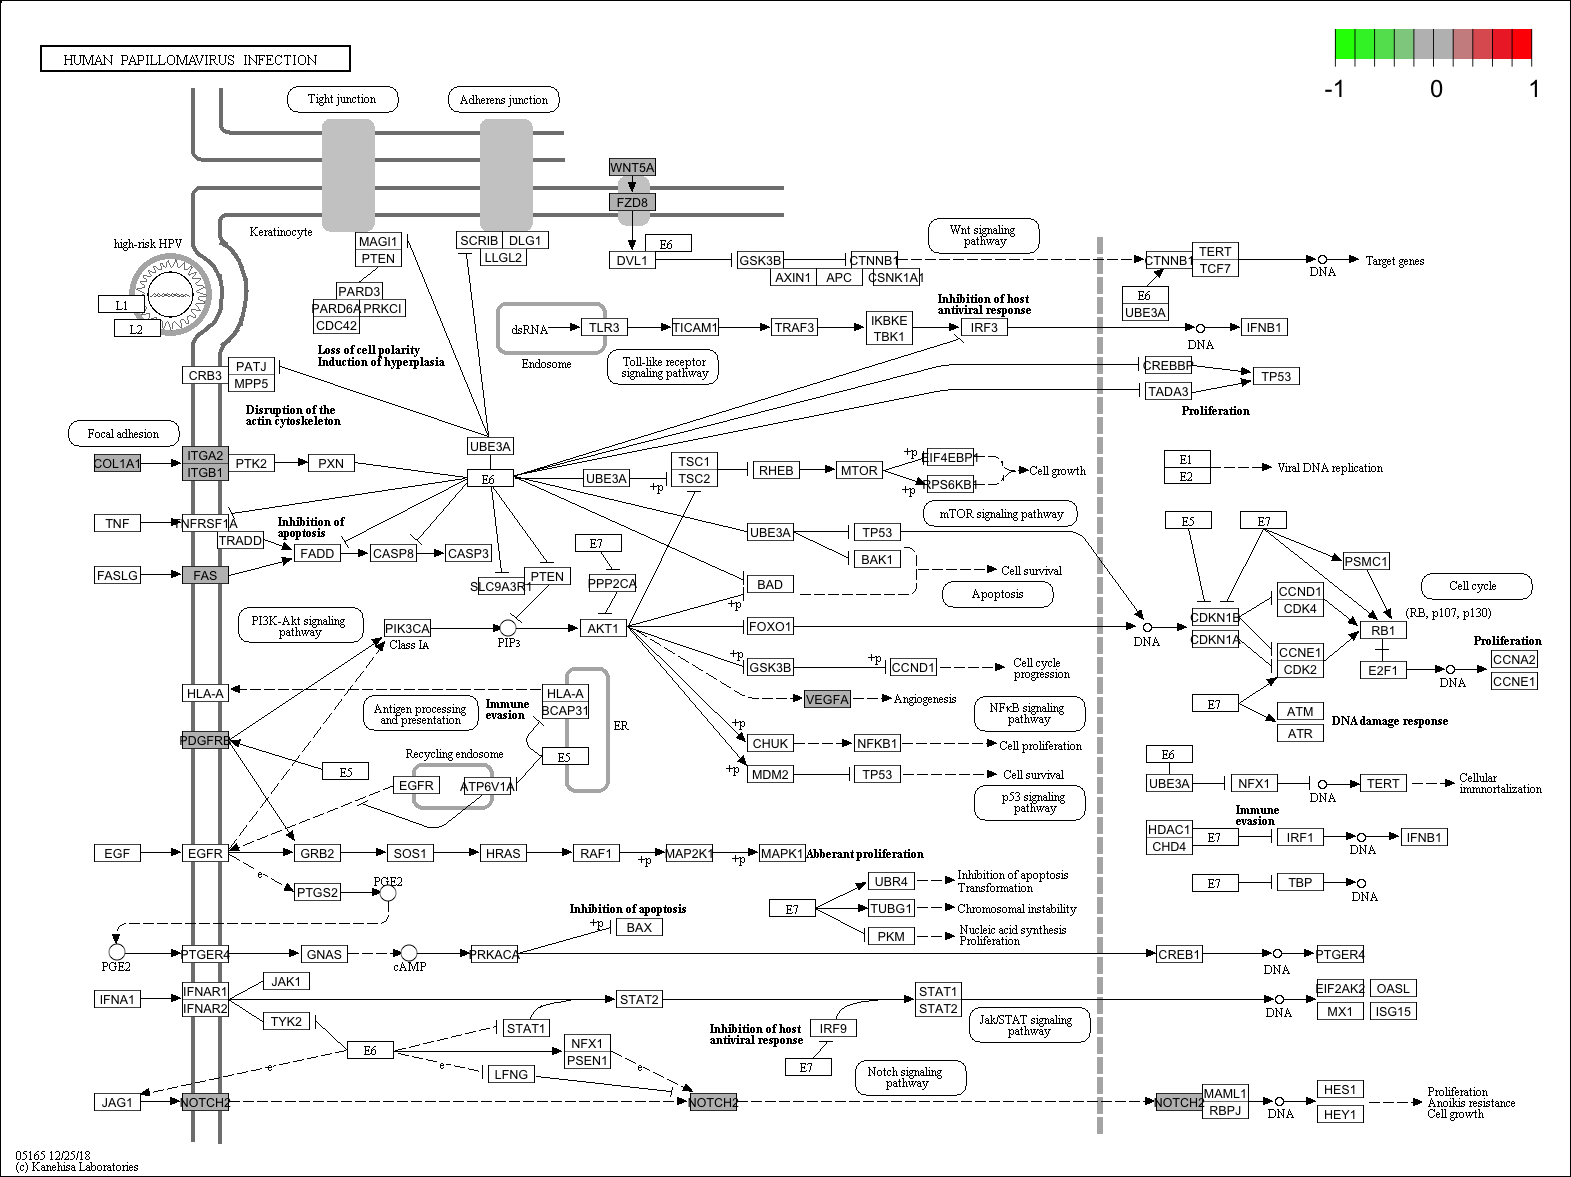 HUMAN PAPILLOMAVIRUS INFECTION
-1
0
1
Tight junction
Adherens junction
WNT5A
FZD8
Keratinocyte
high-risk HPV
L1
L2
MAGI1
PTEN
PARD3
PARD6A
PRKCI
CDC42
SCRIB
DLG1
LLGL2
DVL1
E6
GSK3B
CTNNB1
AXIN1
APC
CSNK1A1
Wnt signaling
pathway
CTNNB1
TERT
TCF7
DNA
Target genes
E6
UBE3A
Loss of cell polarity
Induction of hyperplasia
dsRNA
TLR3
TICAM1
TRAF3
IKBKE
TBK1
Inhibition of host
antiviral response
IRF3
DNA
IFNB1
Endosome
Toll-like receptor
signaling pathway
CRB3
PATJ
MPP5
CREBBP
TADA3
TP53
Proliferation
Disruption of the
actin cytoskeleton
Focal adhesion
COL1A1
ITGA2
ITGB1
PTK2
PXN
UBE3A
E6
UBE3A
+p
TSC1
TSC2
RHEB
MTOR
+p
+p
EIF4EBP1
RPS6KB1
Cell growth
mTOR signaling pathway
E1
E2
Viral DNA replication
TNF
TNFRSF1A
TRADD
Inhibition of
apoptosis
FADD
CASP8
CASP3
FASLG
FAS
SLC9A3R1
PTEN
E7
PPP2CA
UBE3A
TP53
BAK1
BAD
+p
Cell survival
Apoptosis
E5
E7
PSMC1
CDKN1B
CDKN1A
CCND1
CDK4
CCNE1
CDK2
RB1
E2F1
Cell cycle
(RB, p107, p130)
Proliferation
CCNA2
CCNE1
DNA
PI3K-Akt signaling
pathway
PIK3CA
Class IA
PIP3
AKT1
FOXO1
DNA
+p
GSK3B
+p
CCND1
Cell cycle
progression
VEGFA
Angiogenesis
NFκB signaling
pathway
E7
ATM
ATR
DNA damage response
HLA-A
Antigen processing
and presentation
Immune
evasion
HLA-A
BCAP31
ER
PDGFRB
E5
Recycling endosome
EGFR
ATP6V1A
E5
+p
CHUK
NFKB1
Cell proliferation
+p
MDM2
TP53
Cell survival
p53 signaling
pathway
E6
UBE3A
NFX1
DNA
TERT
Cellular
immnortalization
Immune
evasion
HDAC1
CHD4
E7
IRF1
DNA
IFNB1
EGF
EGFR
GRB2
SOS1
HRAS
RAF1
+p
MAP2K1
+p
MAPK1
Abberant proliferation
e
PTGS2
PGE2
E7
UBR4
Inhibition of apoptosis
Transformation
TUBG1
Chromosomal instability
PKM
Nucleic acid synthesis
Proliferation
E7
TBP
DNA
Inhibition of apoptosis
+p
BAX
PGE2
PTGER4
GNAS
cAMP
PRKACA
CREB1
DNA
PTGER4
IFNA1
IFNAR1
IFNAR2
JAK1
TYK2
STAT2
STAT1
STAT1
STAT2
Jak/STAT signaling
pathway
DNA
EIF2AK2
OASL
MX1
ISG15
E6
NFX1
PSEN1
Inhibition of host
antiviral response
IRF9
E7
e
e
e
LFNG
Notch signaling
pathway
JAG1
NOTCH2
NOTCH2
NOTCH2
MAML1
RBPJ
DNA
HES1
HEY1
Proliferation
Anoikis resistance
Cell growth
05165 12/25/18
(c) Kanehisa Laboratories